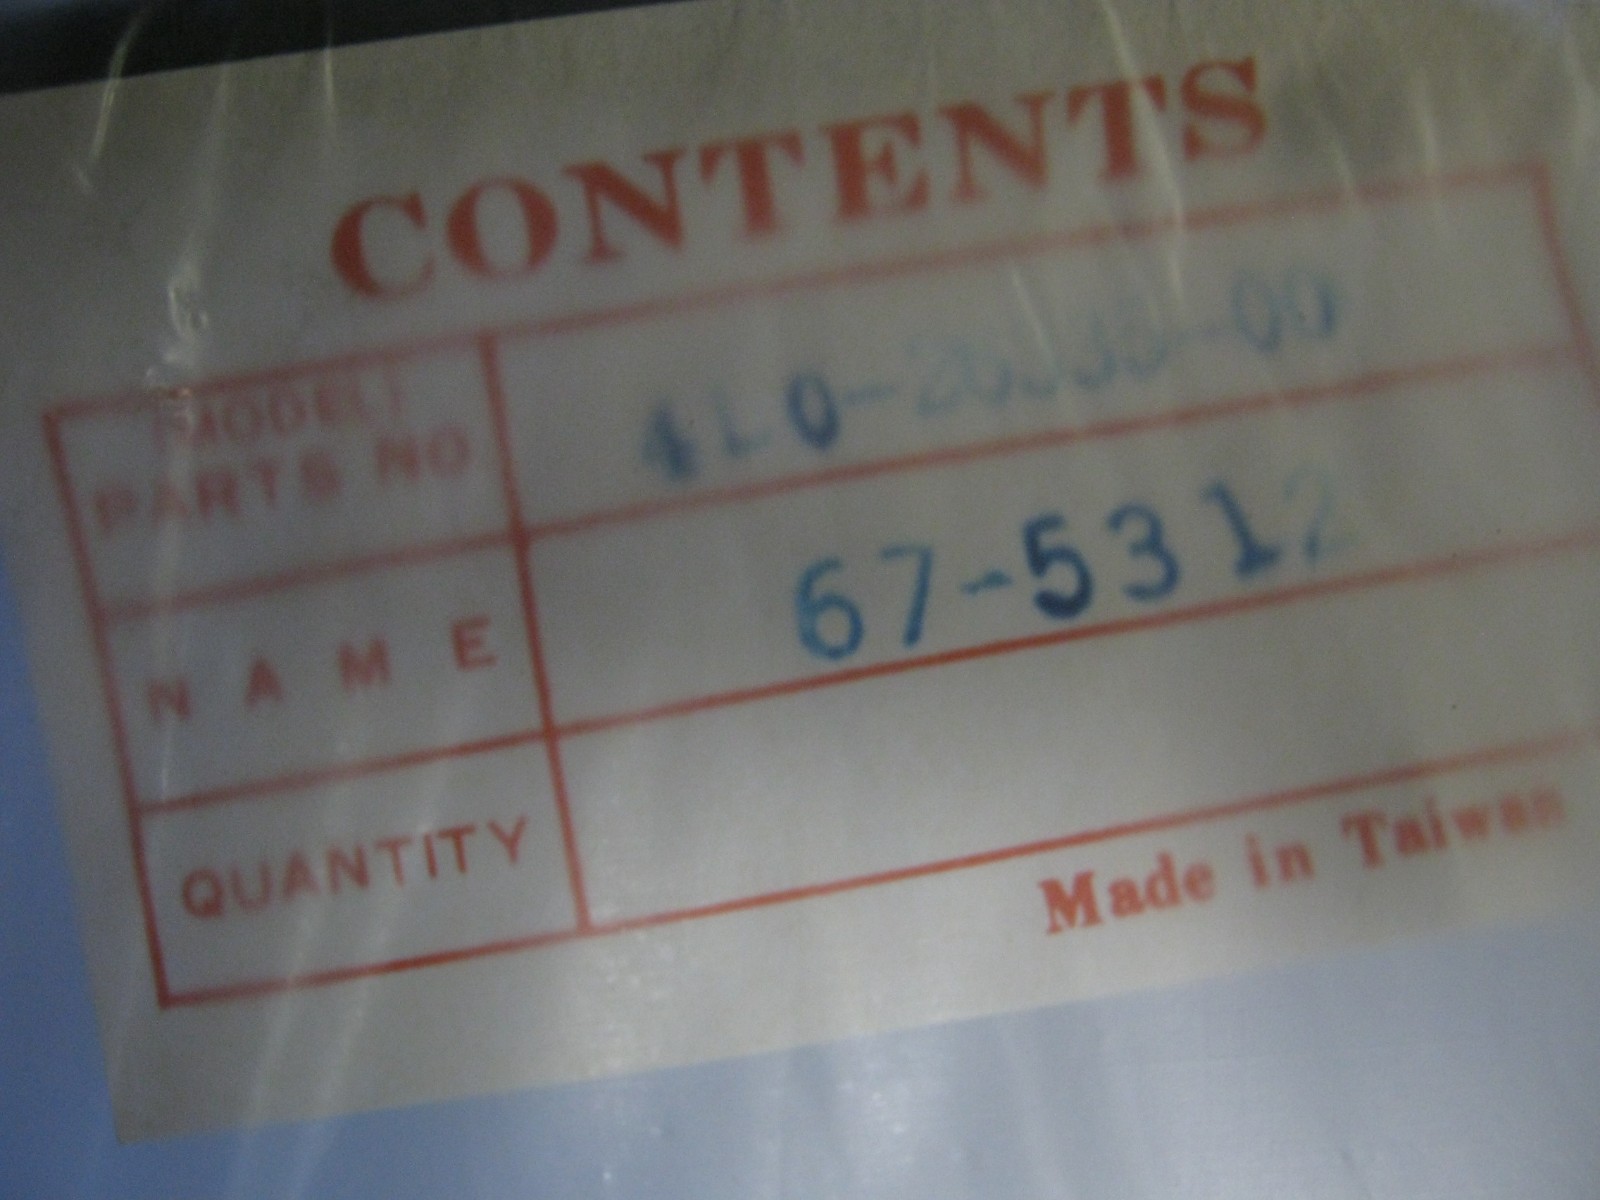 CONTENTS
(MODEL)
PARTS NO
NAME 67-5312
QUANTITY
Made in Taiwan